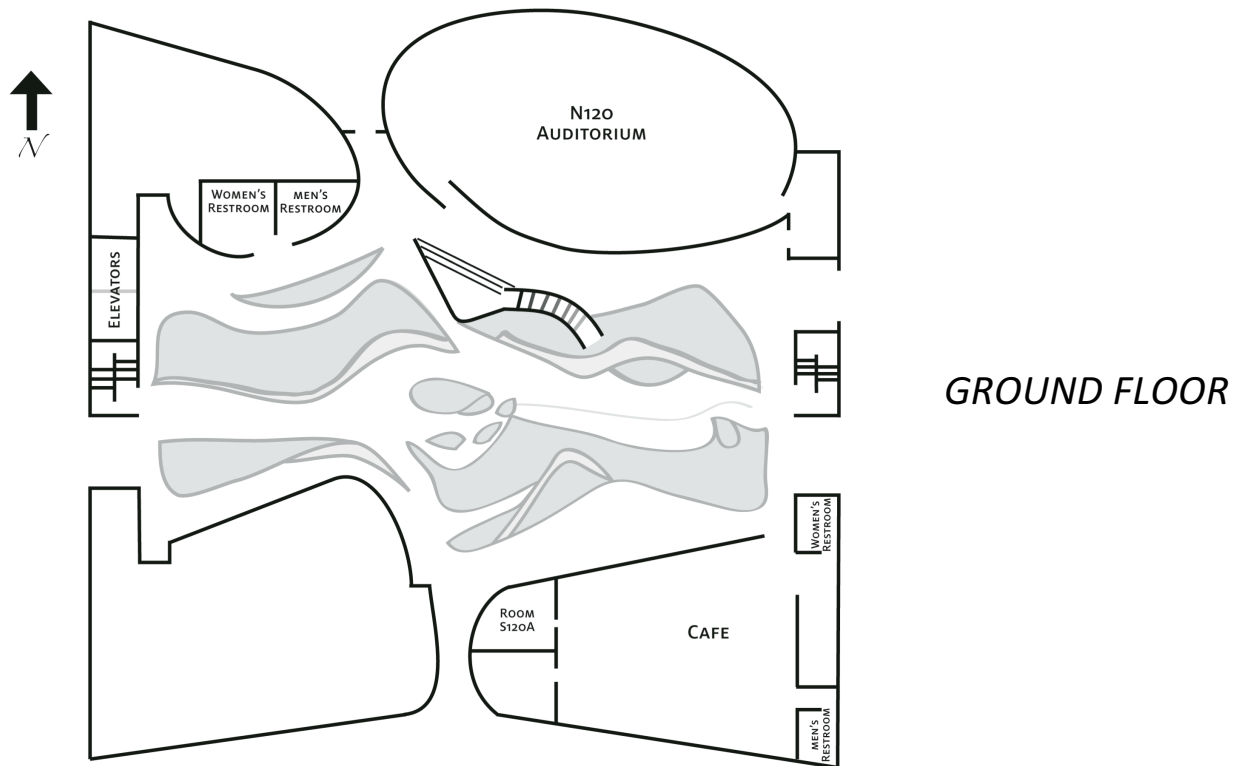 N120
AUDITORIUM
N
WOMEN'S
RESTROOM
MEN'S
RESTROOM
ELEVATORS
GROUND FLOOR
WOMEN'S
RESTROOM
ROOM
S120A
CAFE
MEN'S
RESTROOM